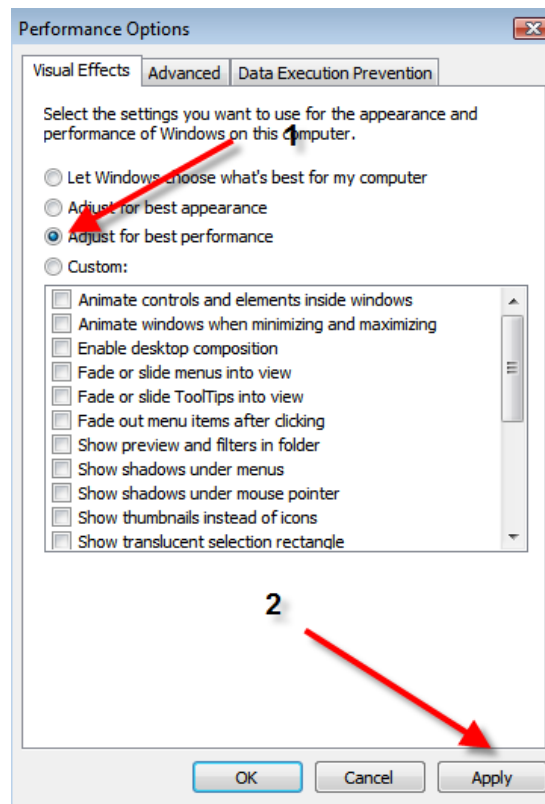 Performance Options
Visual Effects Advanced Data Execution Prevention
Select the settings you want to use for the appearance and
performance of Windows on this computer.
1
Let Windows choose what's best for my computer
Adjust for best appearance
Adjust for best performance
Custom:
Animate controls and elements inside windows
Animate windows when minimizing and maximizing
Enable desktop composition
Fade or slide menus into view
Fade or slide ToolTips into view
Fade out menu items after clicking
Show preview and filters in folder
Show shadows under menus
Show shadows under mouse pointer
Show thumbnails instead of icons
Show translucent selection rectangle
2
OK Cancel Apply